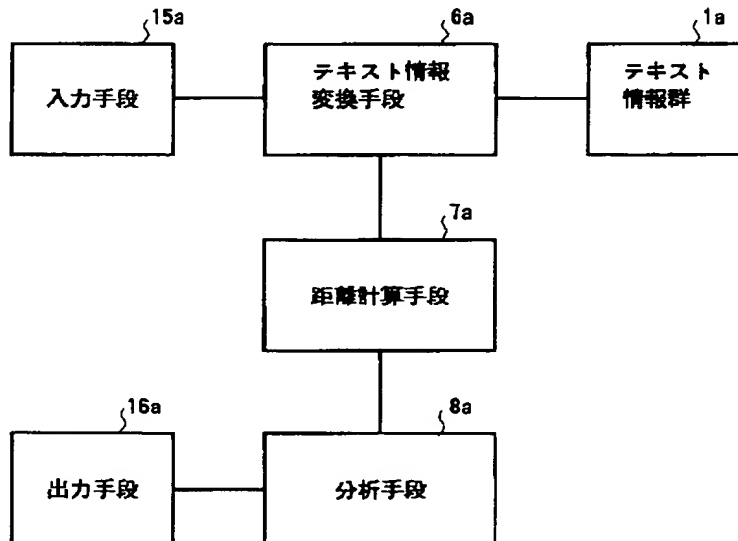 15a
6a
1a
入力手段
テキスト情報
変換手段
テキスト
情報群
7a
距離計算手段
16a
8a
出力手段
分析手段